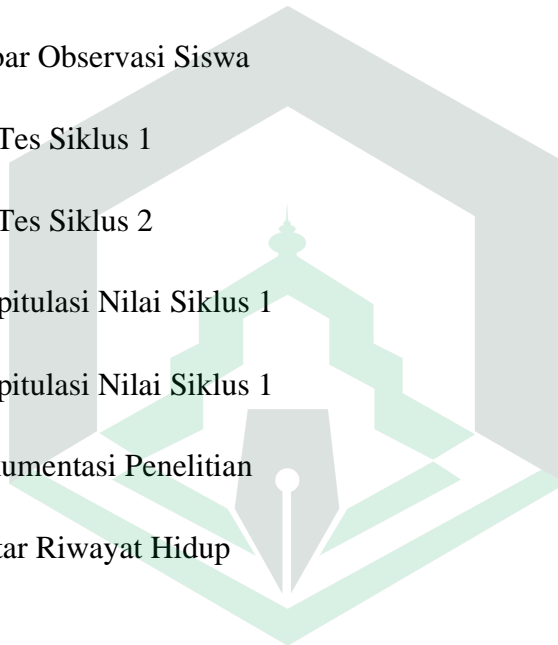 bar Observasi Siswa
Tes Siklus 1
Tes Siklus 2
pitulasi Nilai Siklus 1
pitulasi Nilai Siklus 1
umentasi Penelitian
tar Riwayat Hidup